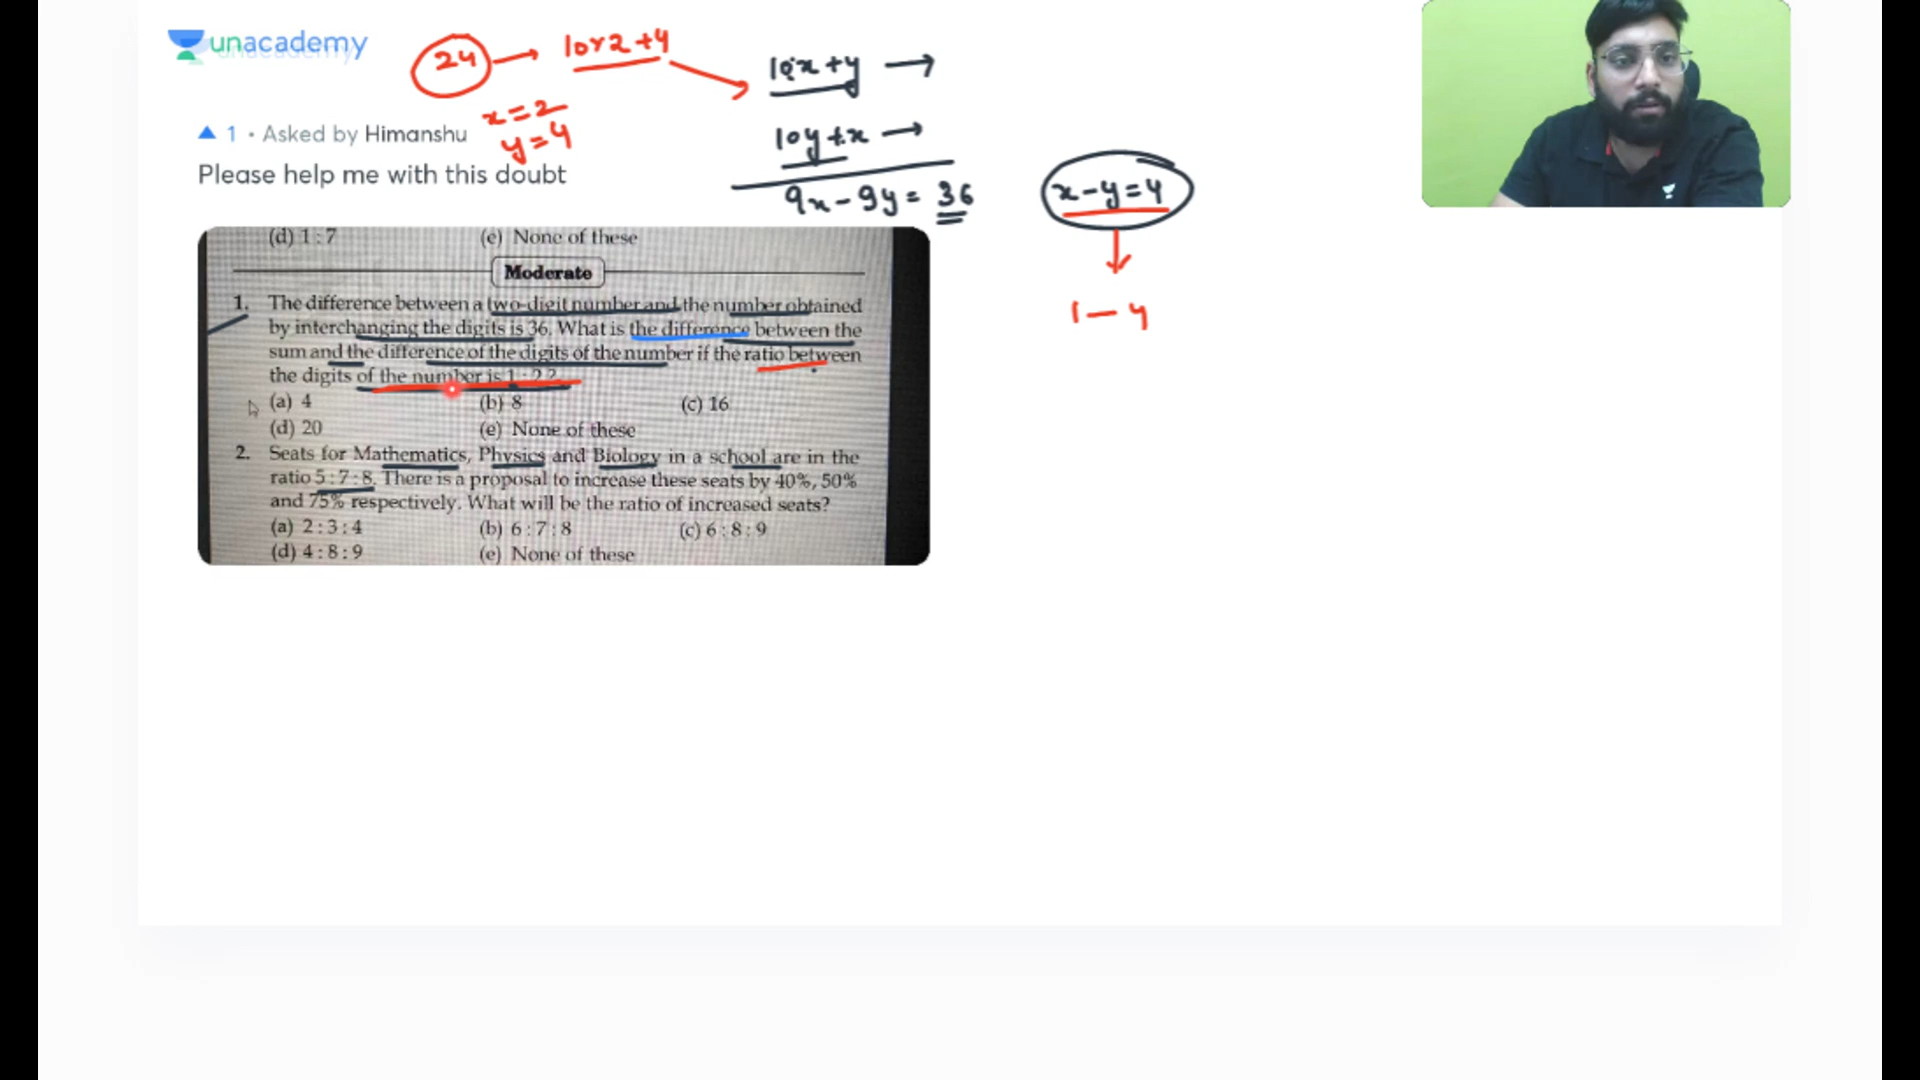 unacademy
24 → 10×2+4
10x+y →
x=2
y=4
10y+x →
9x-9y= 36
x-y=4
1-4
1 • Asked by Himanshu
Please help me with this doubt
(d) 1 : 7 (e) None of these
Moderate
1. The difference between a two-digit number and the number obtained
by interchanging the digits is 36. What is the difference between the
sum and the difference of the digits of the number if the ratio between
the digits of the number is 1 : 2 ?
(a) 4 (b) 8 (c) 16
(d) 20 (e) None of these
2. Seats for Mathematics, Physics and Biology in a school are in the
ratio 5 : 7 : 8. There is a proposal to increase these seats by 40%, 50%
and 75% respectively. What will be the ratio of increased seats?
(a) 2 : 3 : 4 (b) 6 : 7 : 8 (c) 6 : 8 : 9
(d) 4 : 8 : 9 (e) None of these